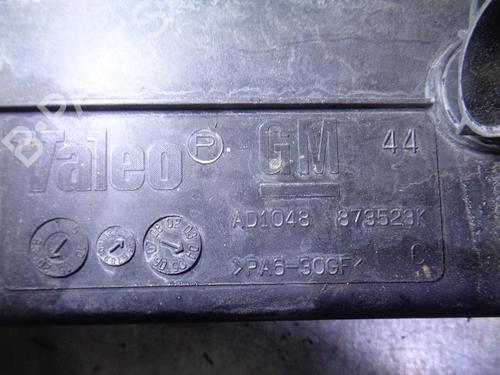 Valeo P GM 44
AD1048 873523K
>PA6-30GF< C